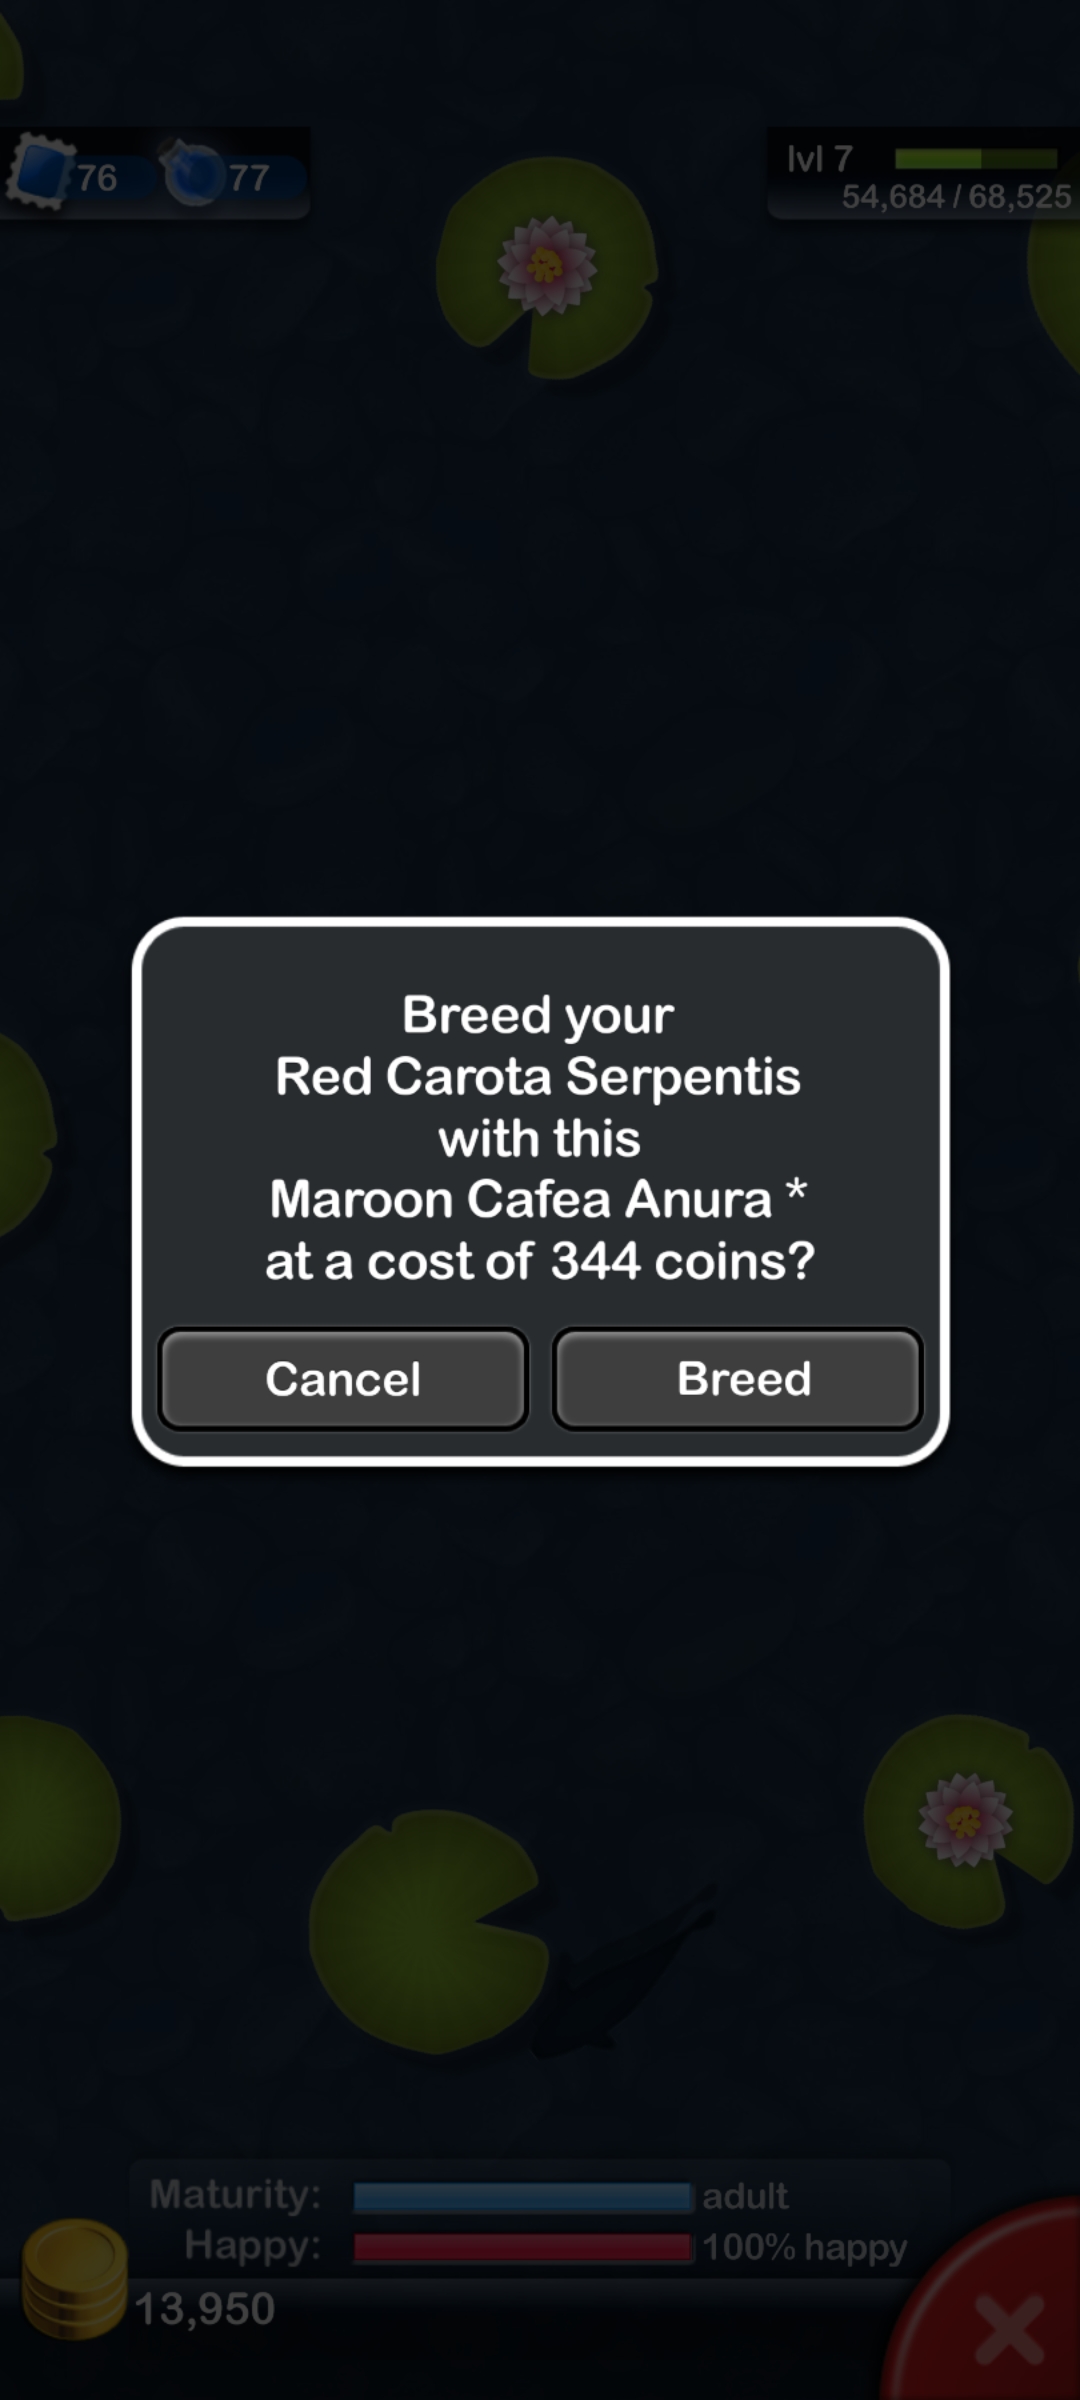 76 77
lvl 7
54,684 / 68,525
Breed your
Red Carota Serpentis
with this
Maroon Cafea Anura *
at a cost of 344 coins?
Cancel Breed
Maturity: adult
Happy: 100% happy
13,950